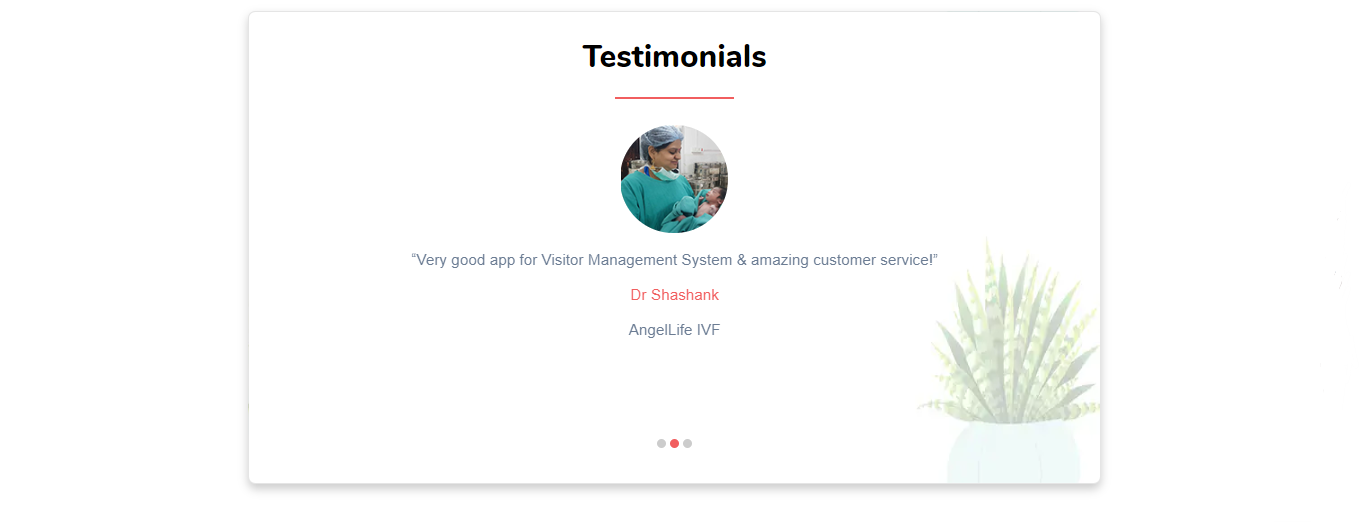 Testimonials
“Very good app for Visitor Management System & amazing customer service!”
Dr Shashank
AngelLife IVF